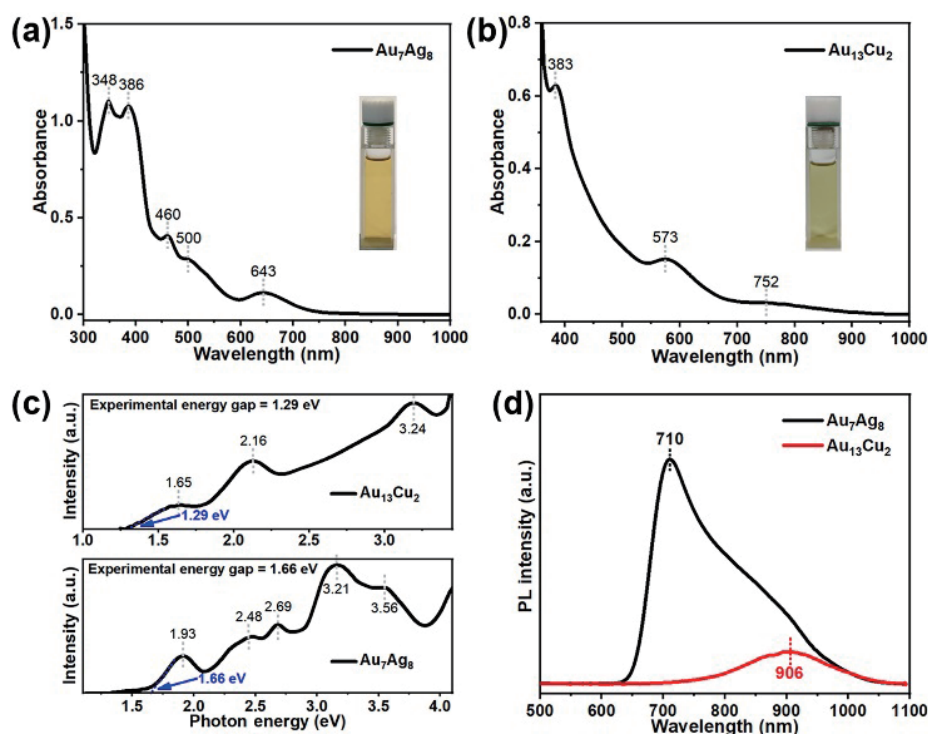 (a)
1.5
1.0
0.5
0.0
Absorbance
348
386
460
500
643
Au7Ag8
300
400
500
600
700
800
900
1000
Wavelength (nm)
(b)
0.8
0.6
0.4
0.2
0.0
Absorbance
383
573
752
Au13Cu2
400
500
600
700
800
900
1000
Wavelength (nm)
(c)
Intensity (a.u.)
Experimental energy gap = 1.29 eV
1.65
2.16
3.24
1.29 eV
Au13Cu2
1.0
1.5
2.0
2.5
3.0
Intensity (a.u.)
Experimental energy gap = 1.66 eV
1.93
2.48
2.69
3.21
3.56
1.66 eV
Au7Ag8
1.5
2.0
2.5
3.0
3.5
4.0
Photon energy (eV)
(d)
PL intensity (a.u.)
Au7Ag8
Au13Cu2
710
906
500
600
700
800
900
1000
1100
Wavelength (nm)